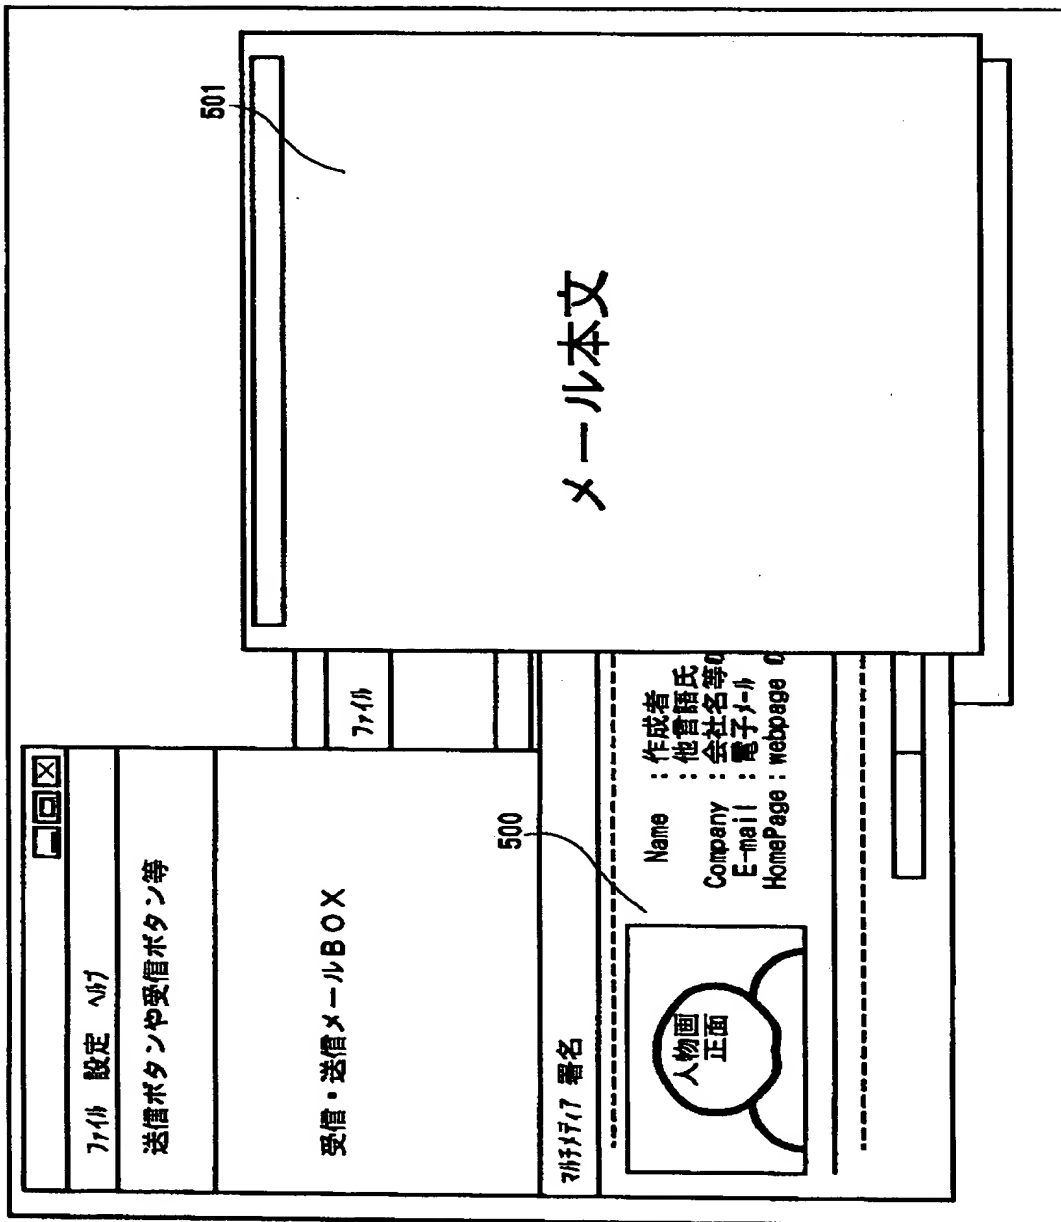 ﾌｧｲﾙ 設定 ﾍﾙﾌﾟ
送信ボタンや受信ボタン等
受信・送信メールBOX
ﾌｧｲﾙ
ﾏﾙﾁﾒﾃﾞｨｱ 署名
500
人物画
正面
Name : 作成者
: 他言語氏
Company : 会社名等の
E-mail : 電子ﾒｰﾙ
HomePage : webpage の
501
メール本文